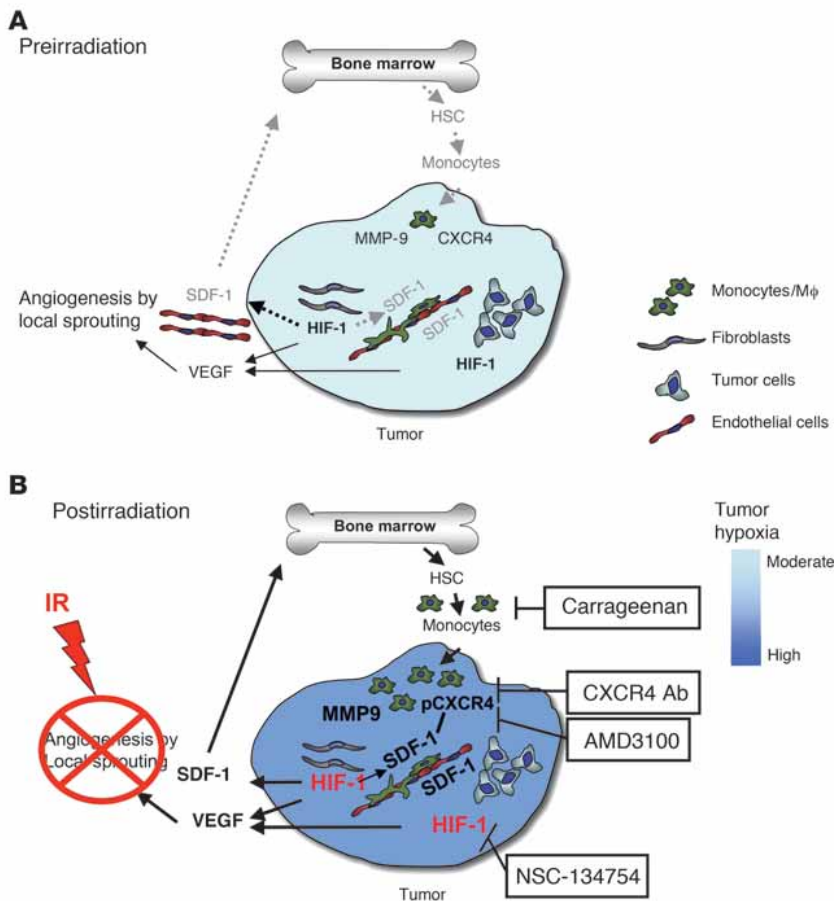 A
Preirradiation
Bone marrow
HSC
Monocytes
MMP-9 CXCR4
SDF-1
Angiogenesis by
local sprouting
SDF-1
HIF-1
SDF-1
HIF-1
VEGF
Tumor
Monocytes/Mϕ
Fibroblasts
Tumor cells
Endothelial cells
B
Postirradiation
Bone marrow
Tumor
hypoxia
Moderate
High
HSC
Monocytes
Carrageenan
IR
CXCR4 Ab
MMP9
pCXCR4
AMD3100
Angiogenesis by
Local sprouting
SDF-1
SDF-1
HIF-1
SDF-1
VEGF
HIF-1
NSC-134754
Tumor